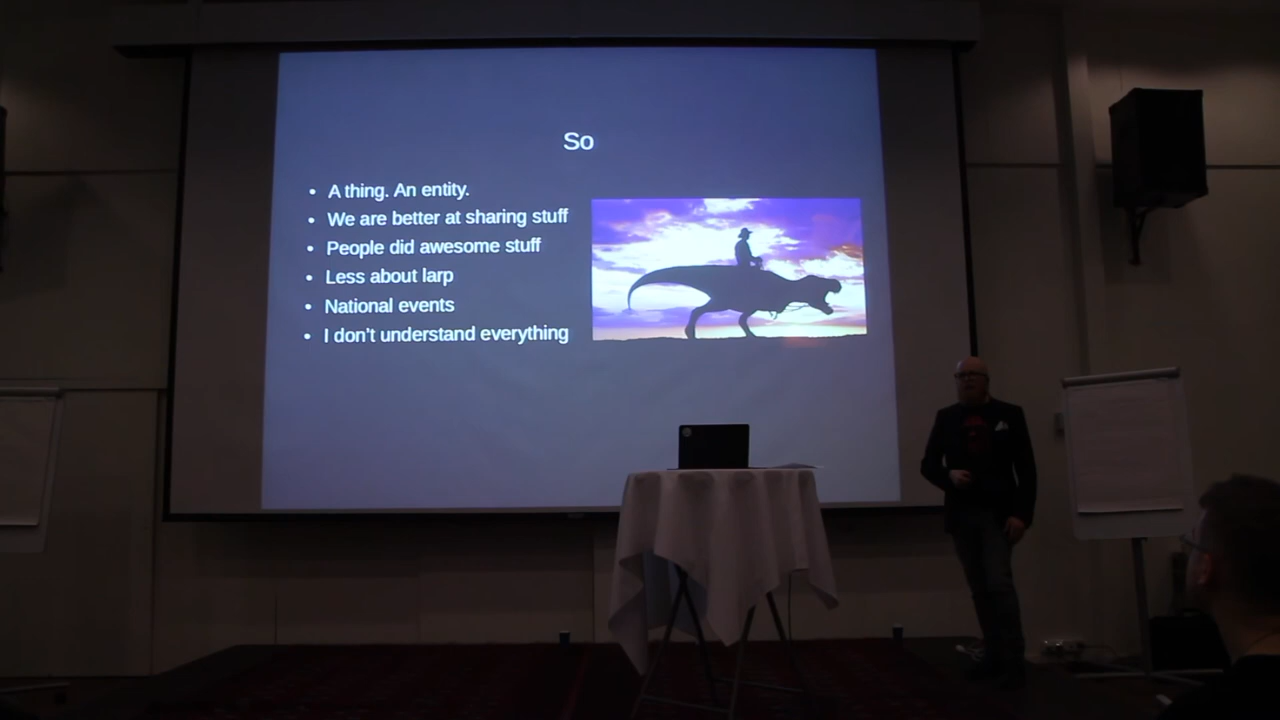 So
• A thing. An entity.
• We are better at sharing stuff
• People did awesome stuff
• Less about larp
• National events
• I don't understand everything